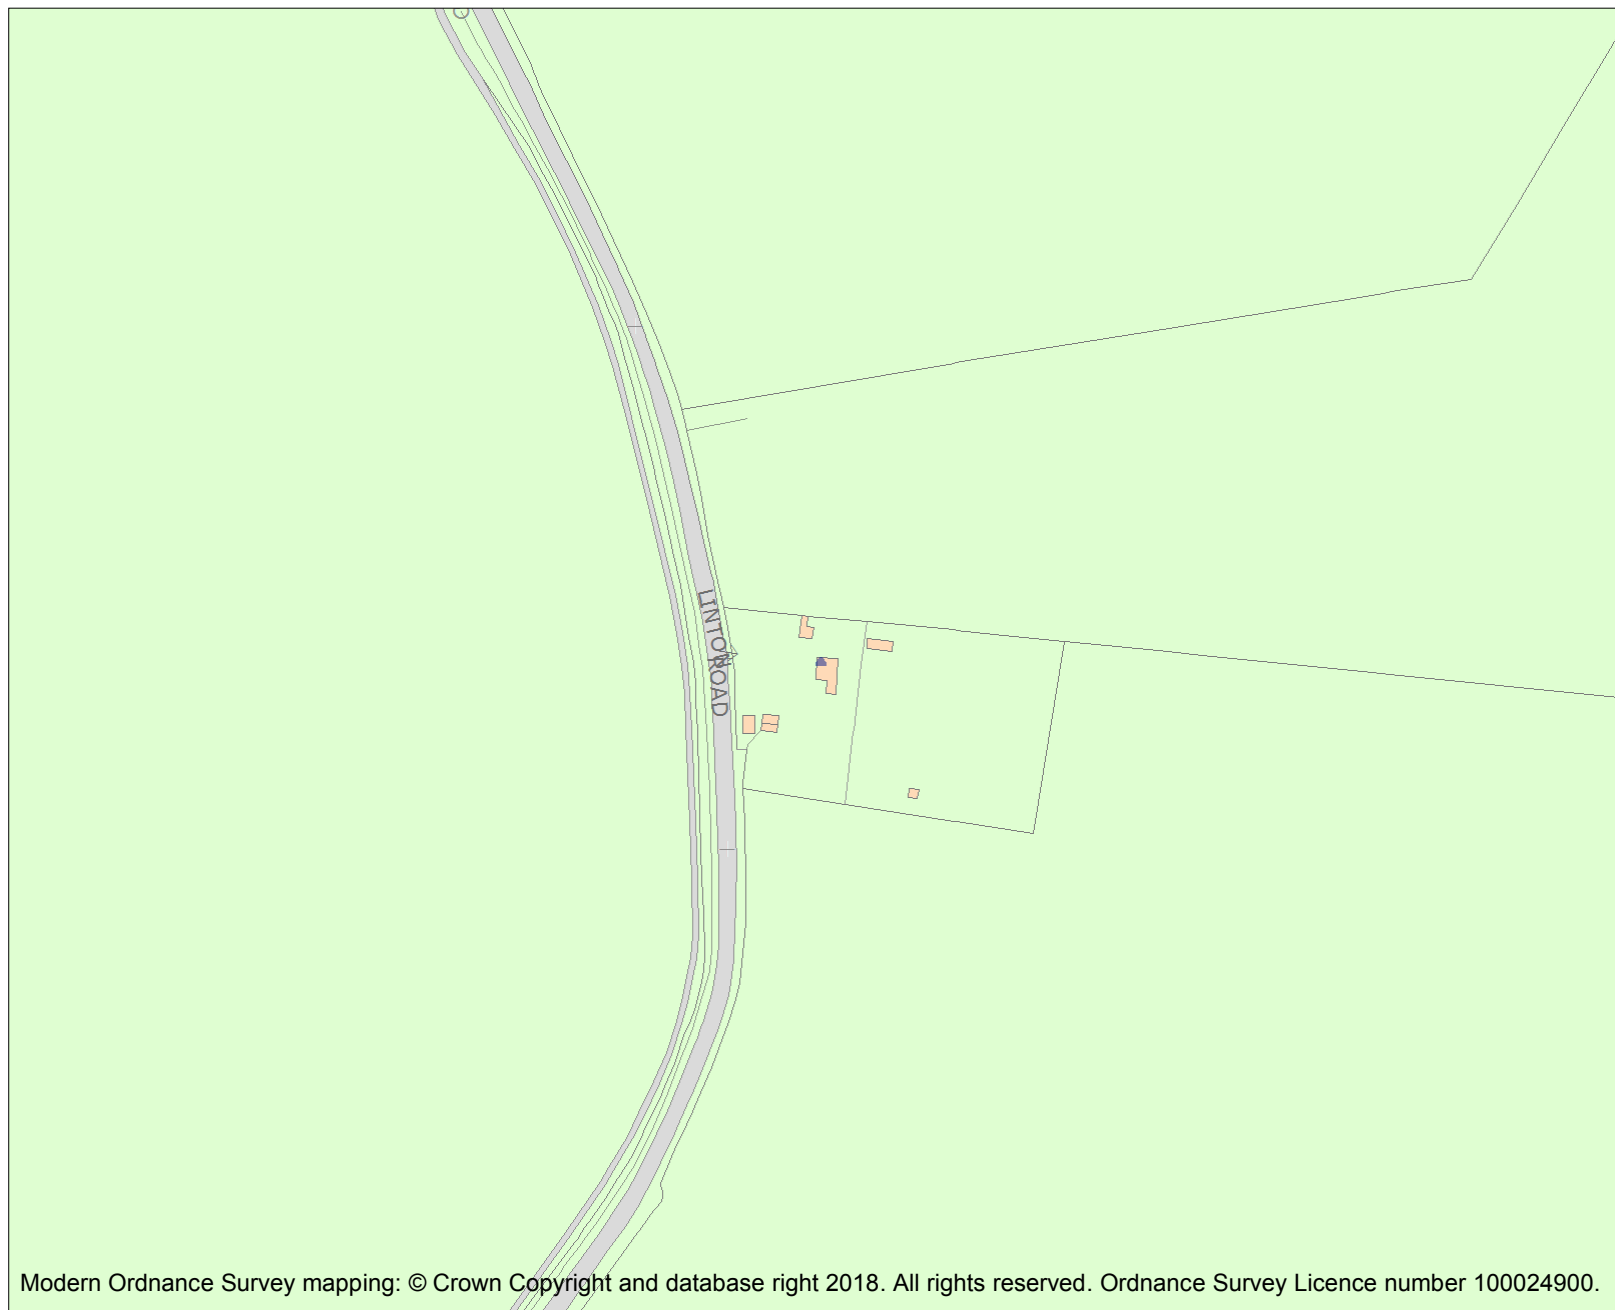 LINTON
ROAD
Modern Ordnance Survey mapping: © Crown Copyright and database right 2018. All rights reserved. Ordnance Survey Licence number 100024900.